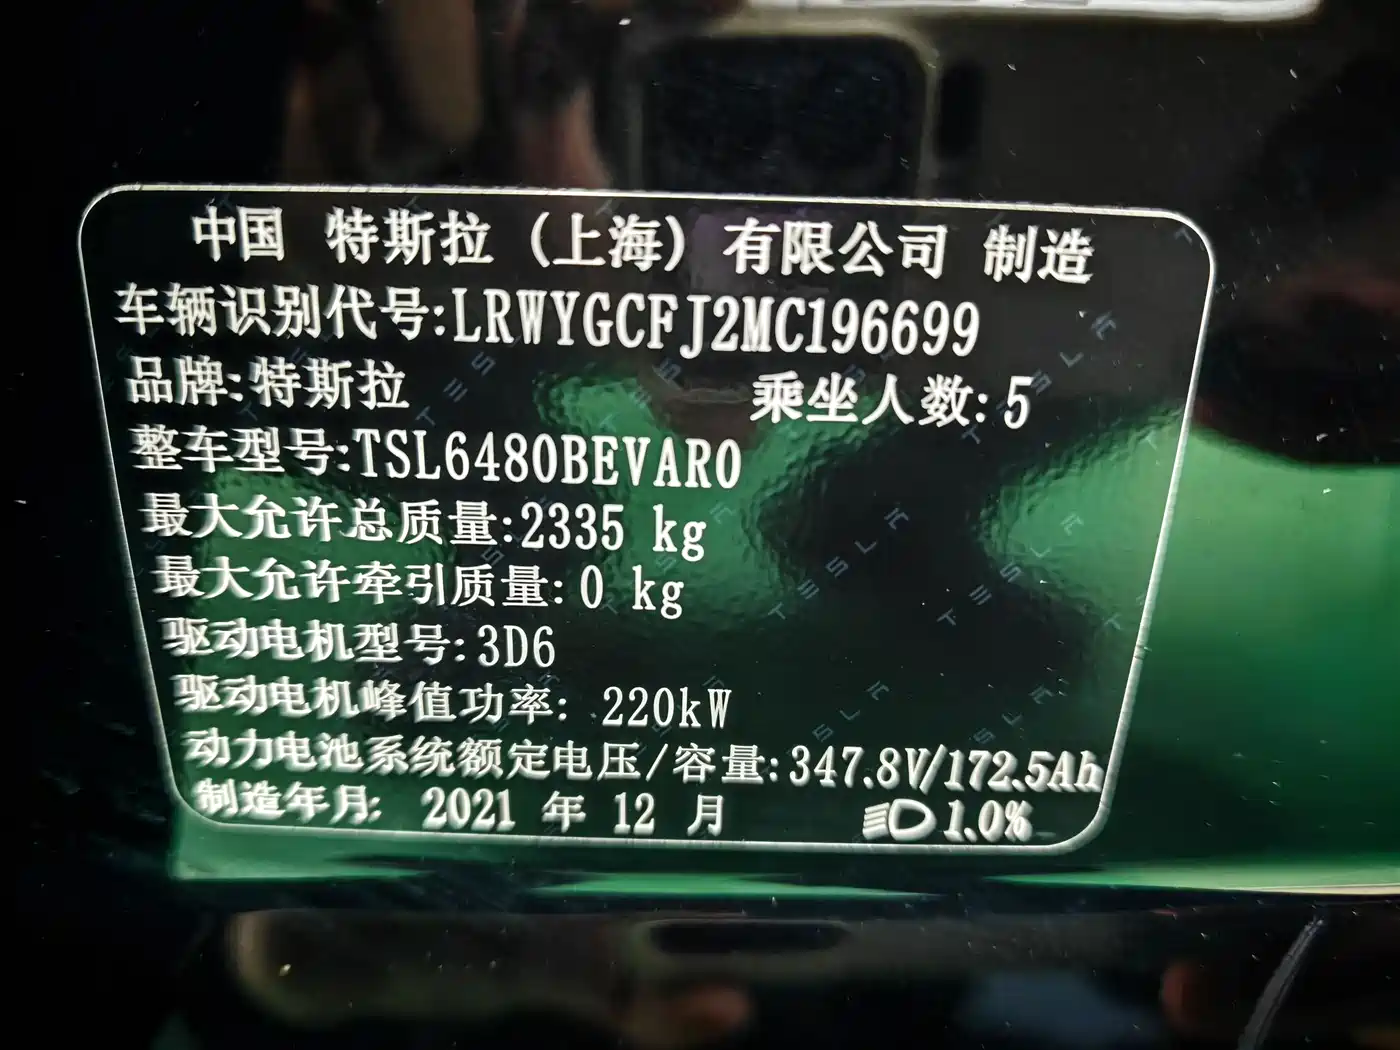 中国 特斯拉 (上海) 有限公司 制造
车辆识别代号:LRWYGCFJ2MC196699
品牌:特斯拉 乘坐人数:5
整车型号:TSL6480BEVAR0
最大允许总质量:2335 kg
最大允许牵引质量:0 kg
驱动电机型号:3D6
驱动电机峰值功率: 220kW
动力电池系统额定电压/容量:347.8V/172.5Ah
制造年月: 2021 年 12 月 1.0%
TESLA
TESLA
TESLA
TESLA